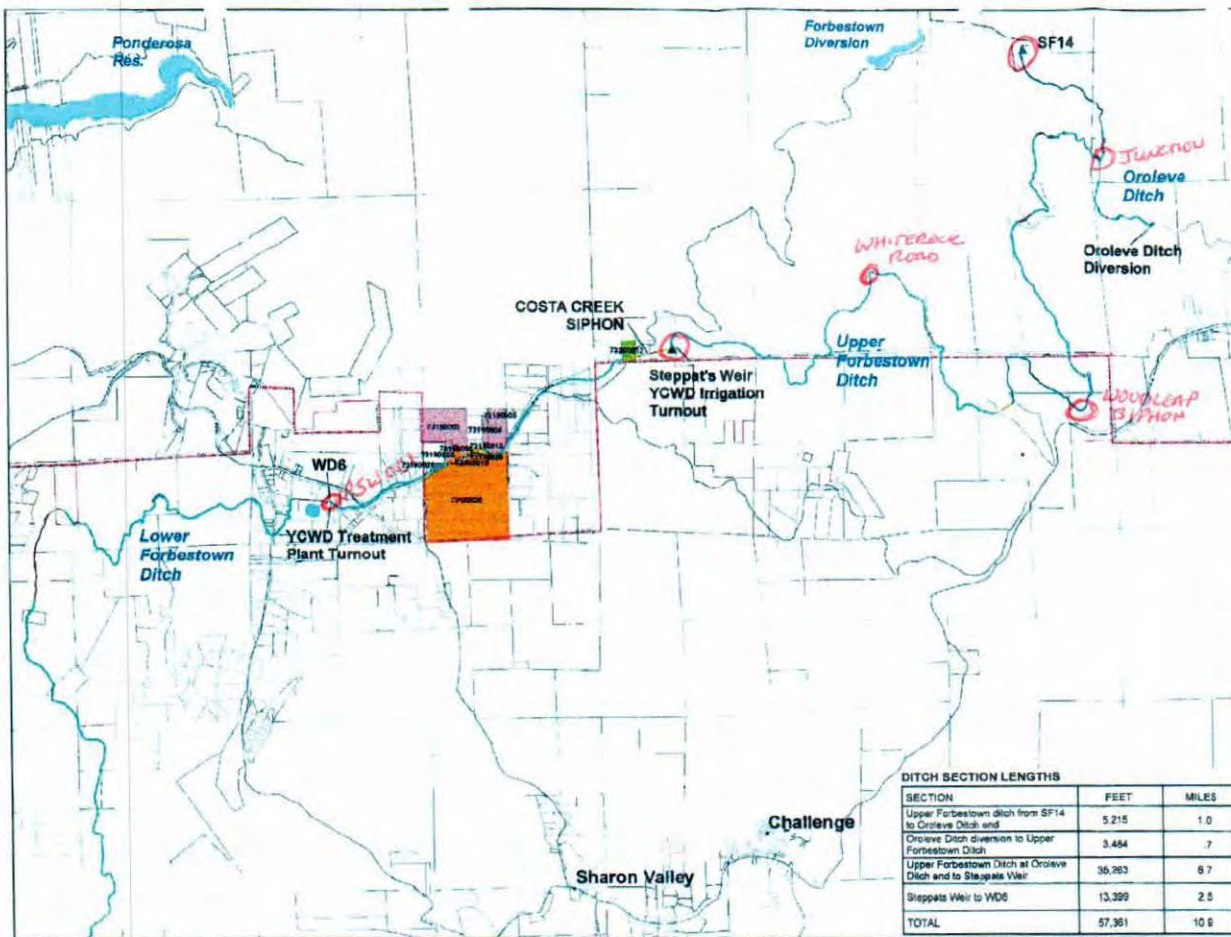 Ponderosa
Res.
Forbestown
Diversion
SF14
JUNCTION
Oroleve
Ditch
WHITEROCK
ROAD
Oroleve Ditch
Diversion
COSTA CREEK
SIPHON
Upper
Forbestown
Ditch
Steppat's Weir
YCWD Irrigation
Turnout
WOODLEAF
SIPHON
WD6
Lower
Forbestown
Ditch
YCWD Treatment
Plant Turnout
Challenge
Sharon Valley
DITCH SECTION LENGTHS
SECTION FEET MILES
Upper Forbestown ditch from SF14
to Oroleve Ditch end 5,215 1.0
Oroleve Ditch diversion to Upper
Forbestown Ditch 3,484 .7
Upper Forbestown Ditch at Oroleve
Ditch end to Steppats Weir 35,263 6.7
Steppats Weir to WD6 13,399 2.5
TOTAL 57,361 10.9